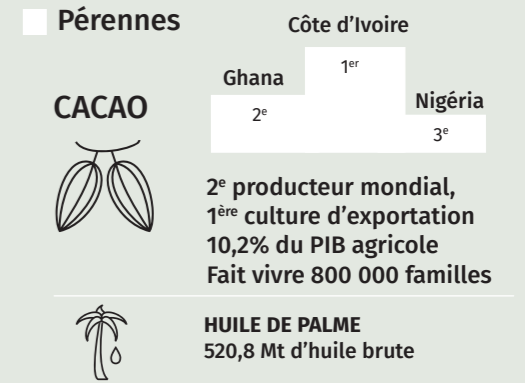 Pérennes
Côte d’Ivoire
1er
Ghana
2e
Nigéria
3e
CACAO
2e producteur mondial,
1ère culture d’exportation
10,2% du PIB agricole
Fait vivre 800 000 familles
HUILE DE PALME
520,8 Mt d’huile brute